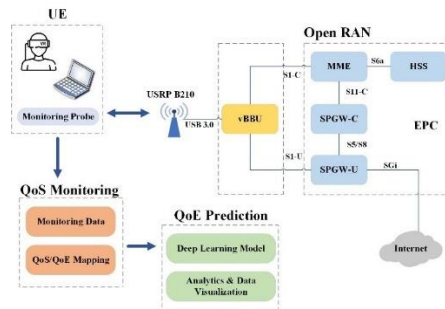 UE
Open RAN
Monitoring Probe
USRP B210
USB 3.0
vBBU
S1-C
S1-U
MME
S6a
HSS
S11-C
SPGW-C
EPC
S5/S8
SPGW-U
SGi
Internet
QoS Monitoring
Monitoring Data
QoS/QoE Mapping
QoE Prediction
Deep Learning Model
Analytics & Data
Visualization